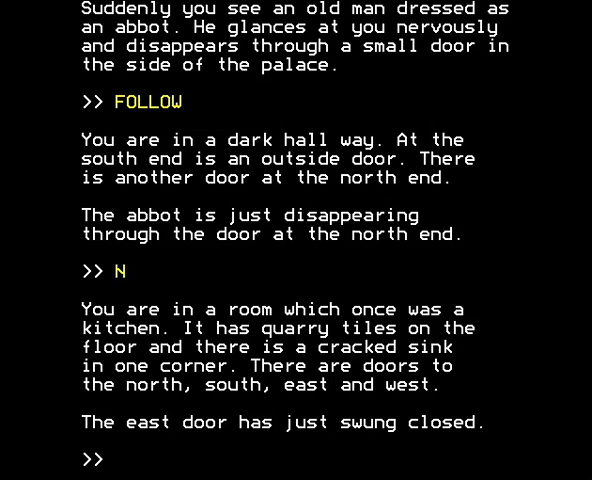 Suddenly you see an old man dressed as
an abbot. He glances at you nervously
and disappears through a small door in
the side of the palace.
>> FOLLOW
You are in a dark hall way. At the
south end is an outside door. There
is another door at the north end.
The abbot is just disappearing
through the door at the north end.
>> N
You are in a room which once was a
kitchen. It has quarry tiles on the
floor and there is a cracked sink
in one corner. There are doors to
the north, south, east and west.
The east door has just swung closed.
>>